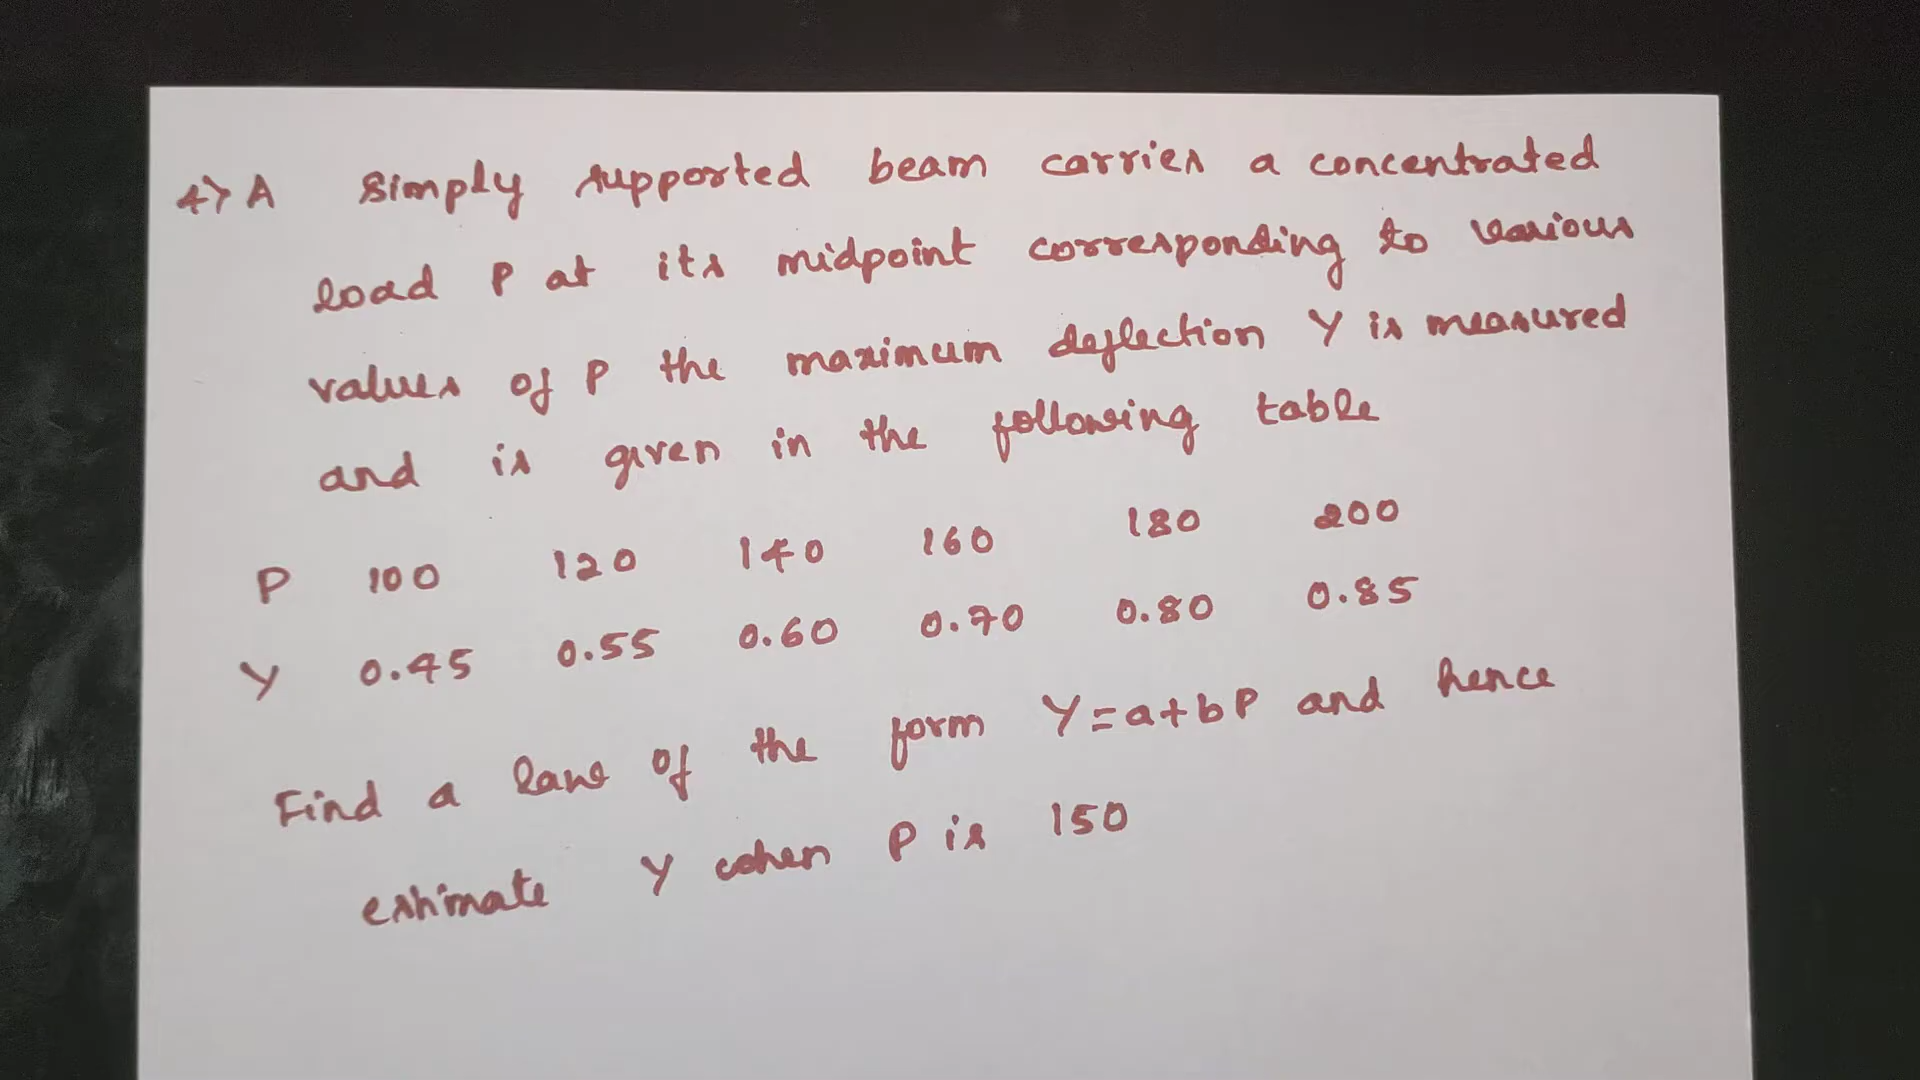 4> A simply supported beam carries a concentrated
load P at its midpoint corresponding to various
values of P the maximum deflection Y is measured
and is given in the following table
P 100 120 140 160 180 200
Y 0.45 0.55 0.60 0.70 0.80 0.85
Find a law of the form Y=a+bP and hence
estimate Y when P is 150